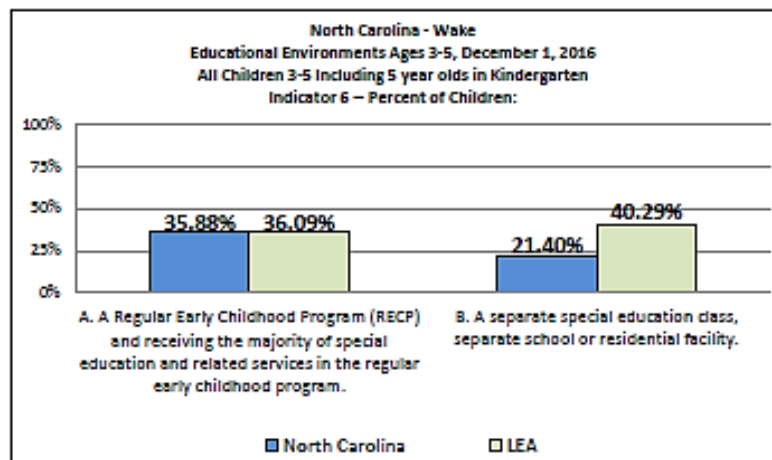 North Carolina - Wake
Educational Environments Ages 3-5, December 1, 2016
All Children 3-5 Including 5 year olds in Kindergarten
Indicator 6 – Percent of Children:
100%
75%
50%
25%
0%
35.88%
36.09%
21.40%
40.29%
A. A Regular Early Childhood Program (RECP)
and receiving the majority of special
education and related services in the regular
early childhood program.
B. A separate special education class,
separate school or residential facility.
North Carolina
LEA